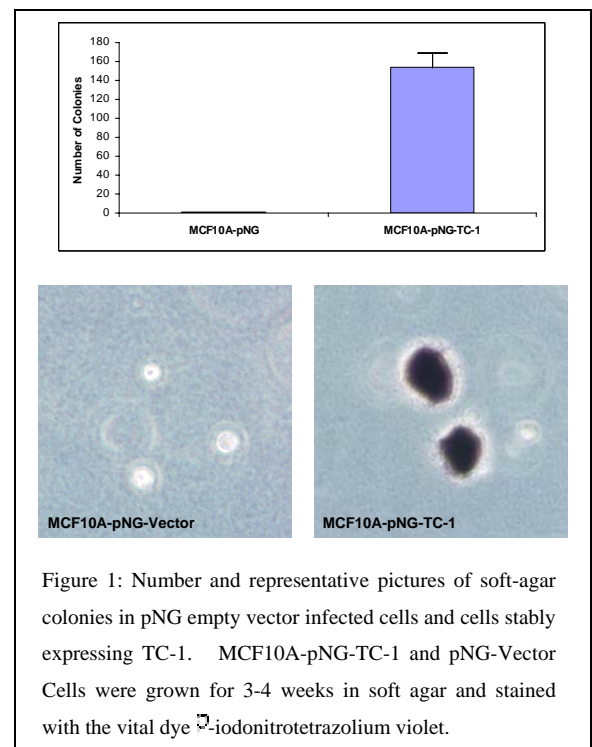 180
160
140
120
100
80
60
40
20
0
Number of Colonies
MCF10A-pNG MCF10A-pNG-TC-1
MCF10A-pNG-Vector MCF10A-pNG-TC-1
Figure 1: Number and representative pictures of soft-agar
colonies in pNG empty vector infected cells and cells stably
expressing TC-1. MCF10A-pNG-TC-1 and pNG-Vector
Cells were grown for 3-4 weeks in soft agar and stained
with the vital dye -iodonitrotetrazolium violet.